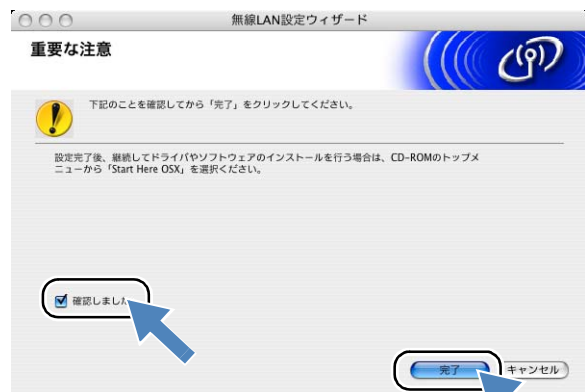 無線LAN設定ウィザード
重要な注意
下記のことを確認してから「完了」をクリックしてください。
設定完了後、継続してドライバやソフトウェアのインストールを行う場合は、CD-ROMのトップメ
ニューから「Start Here OSX」を選択ください。
確認しました
完了
キャンセル